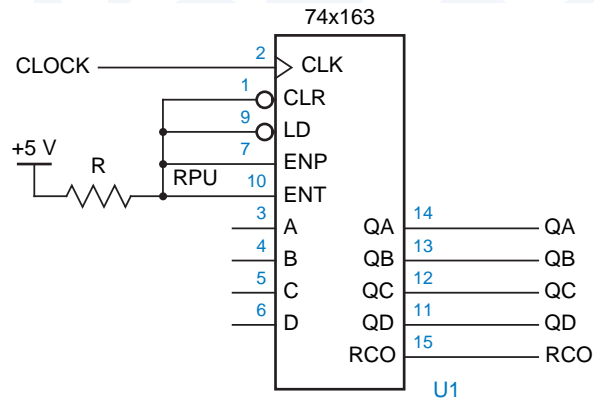 74x163
CLOCK 2 CLK
1 CLR
9 LD
+5 V R 7 ENP
RPU 10 ENT
3 A QA 14 QA
4 B QB 13 QB
5 C QC 12 QC
6 D QD 11 QD
RCO 15 RCO
U1